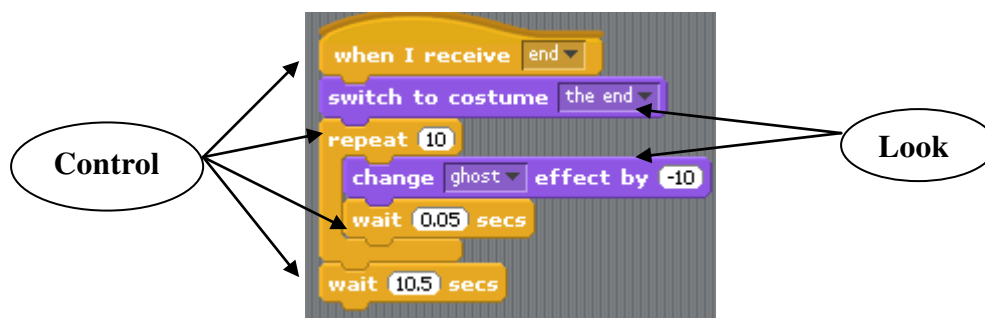 when I receive end
switch to costume the end
repeat 10
change ghost effect by -10
wait 0.05 secs
wait 10.5 secs
Control
Look